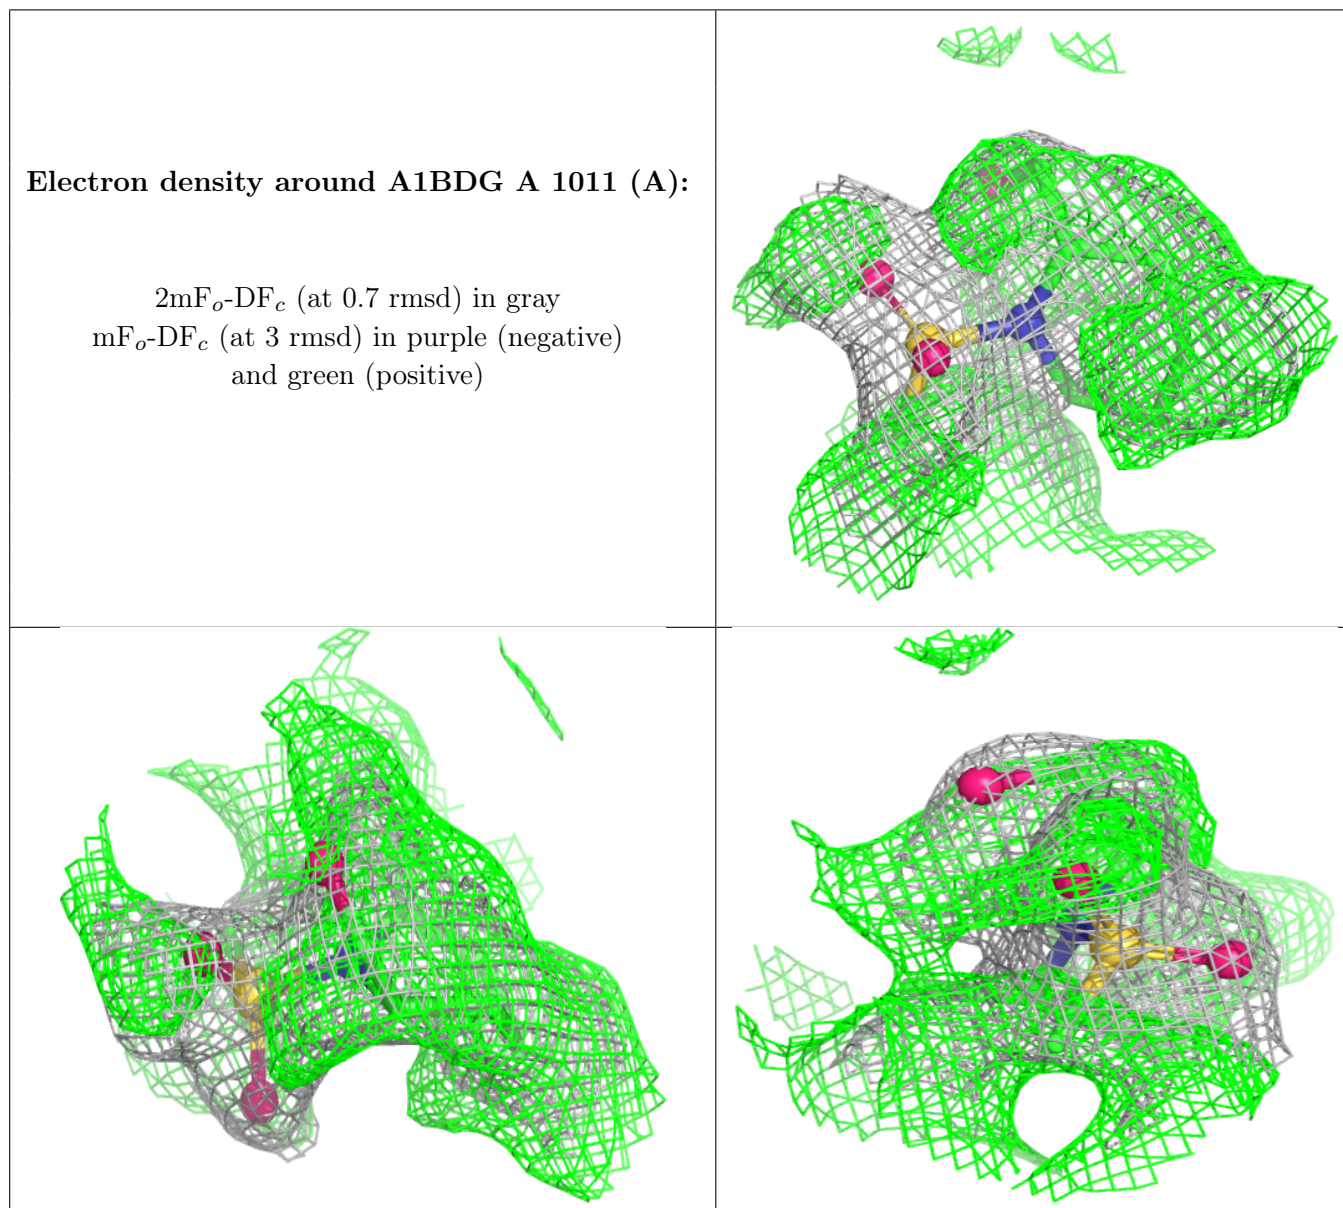 Electron density around A1BDG A 1011 (A):
2mFₒ-DF𝑐 (at 0.7 rmsd) in gray
mFₒ-DF𝑐 (at 3 rmsd) in purple (negative)
and green (positive)